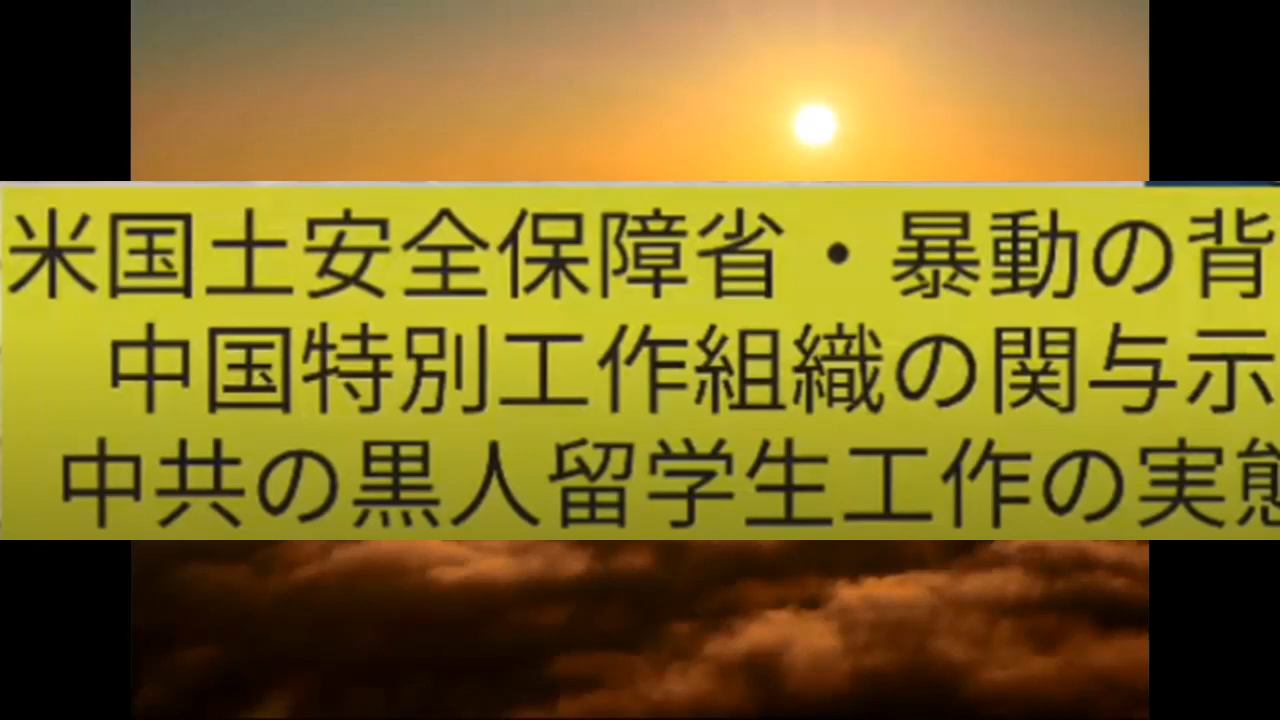 米国土安全保障省・暴動の背
中国特別工作組織の関与示
中共の黒人留学生工作の実態